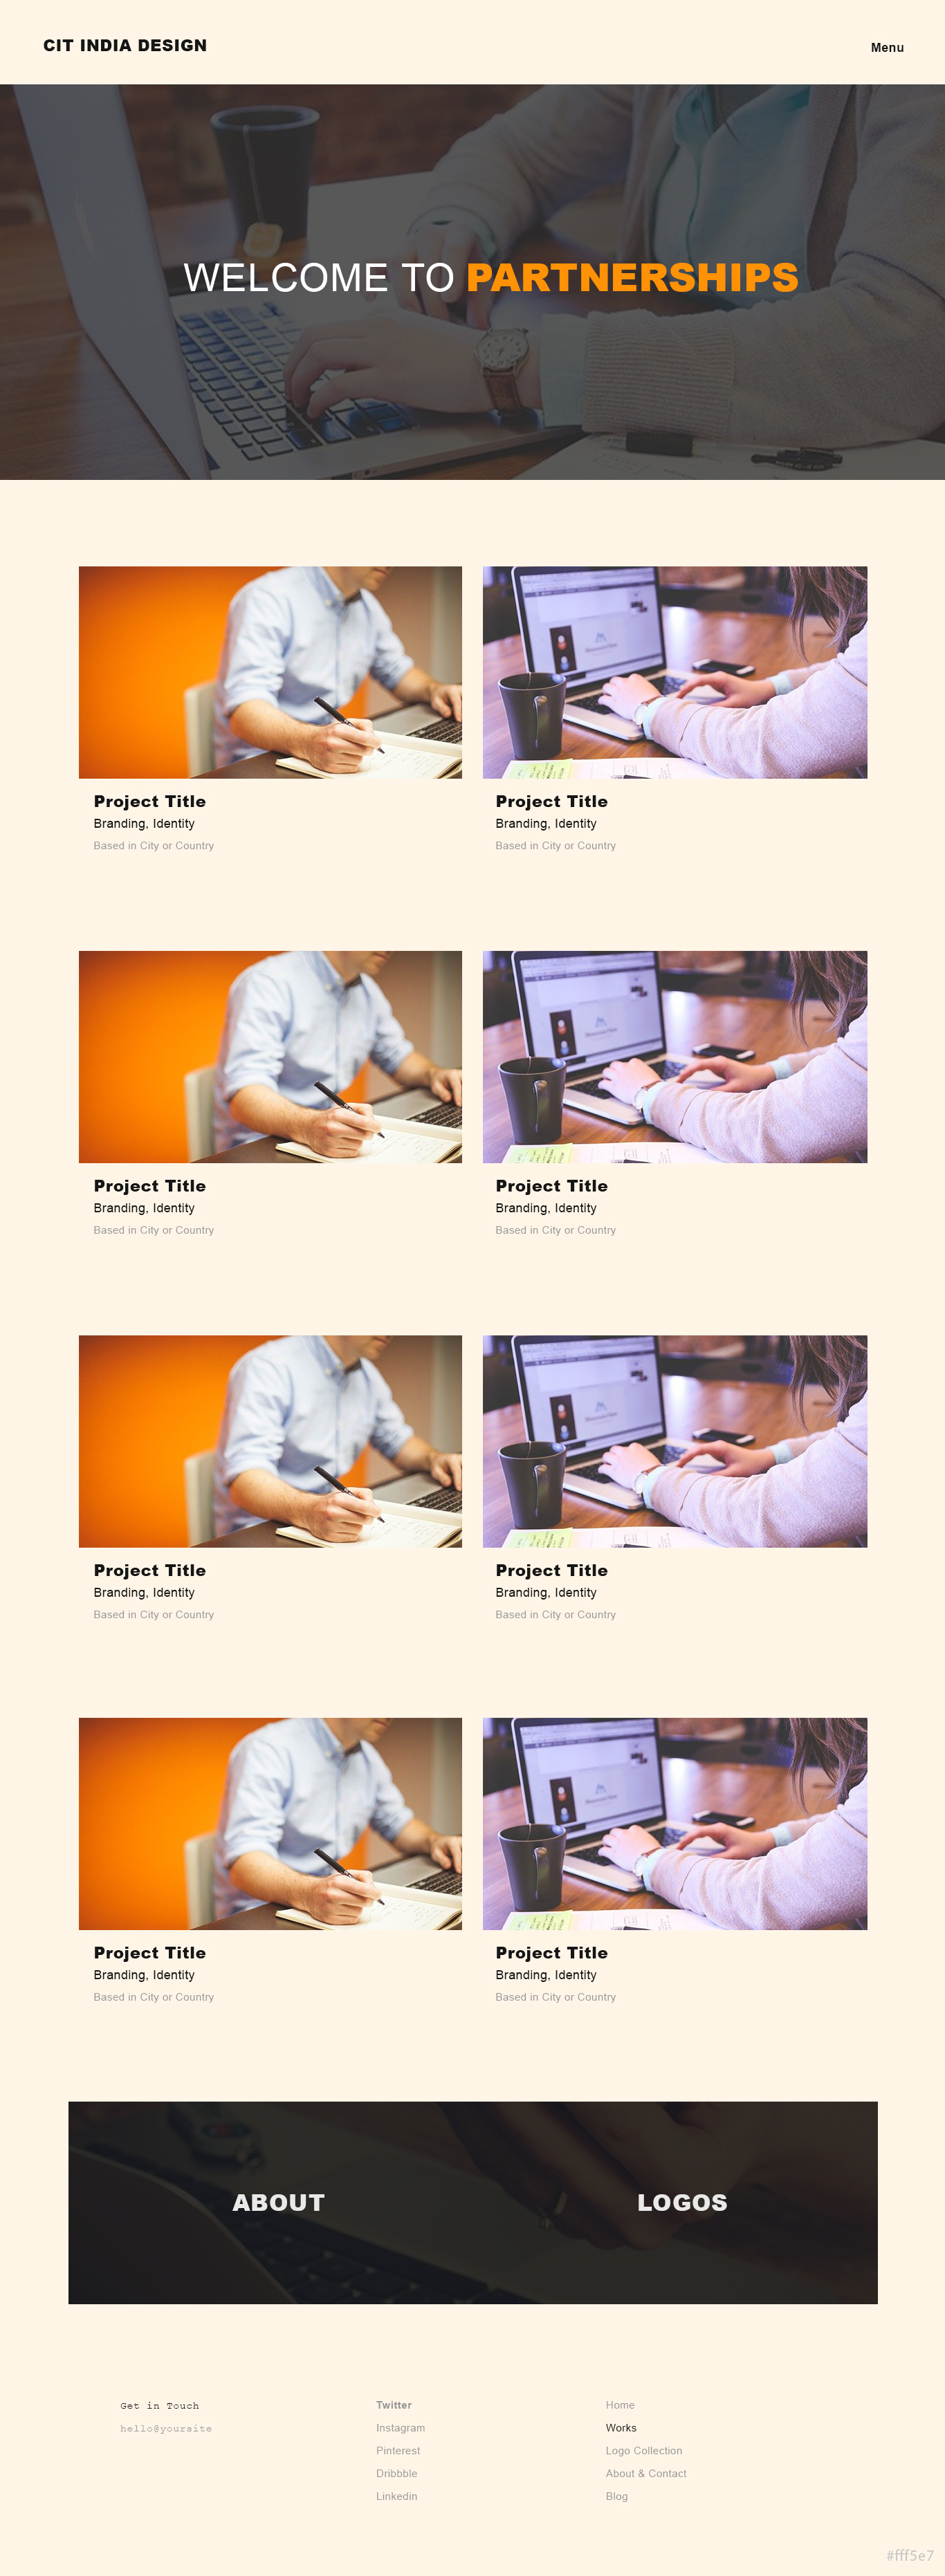 CIT INDIA DESIGN
Menu
WELCOME TO PARTNERSHIPS
Project Title
Branding, Identity
Based in City or Country
Project Title
Branding, Identity
Based in City or Country
Project Title
Branding, Identity
Based in City or Country
Project Title
Branding, Identity
Based in City or Country
Project Title
Branding, Identity
Based in City or Country
Project Title
Branding, Identity
Based in City or Country
Project Title
Branding, Identity
Based in City or Country
Project Title
Branding, Identity
Based in City or Country
ABOUT
LOGOS
Get in Touch
hello@yoursite
Twitter
Instagram
Pinterest
Dribbble
Linkedin
Home
Works
Logo Collection
About & Contact
Blog
#fff5e7